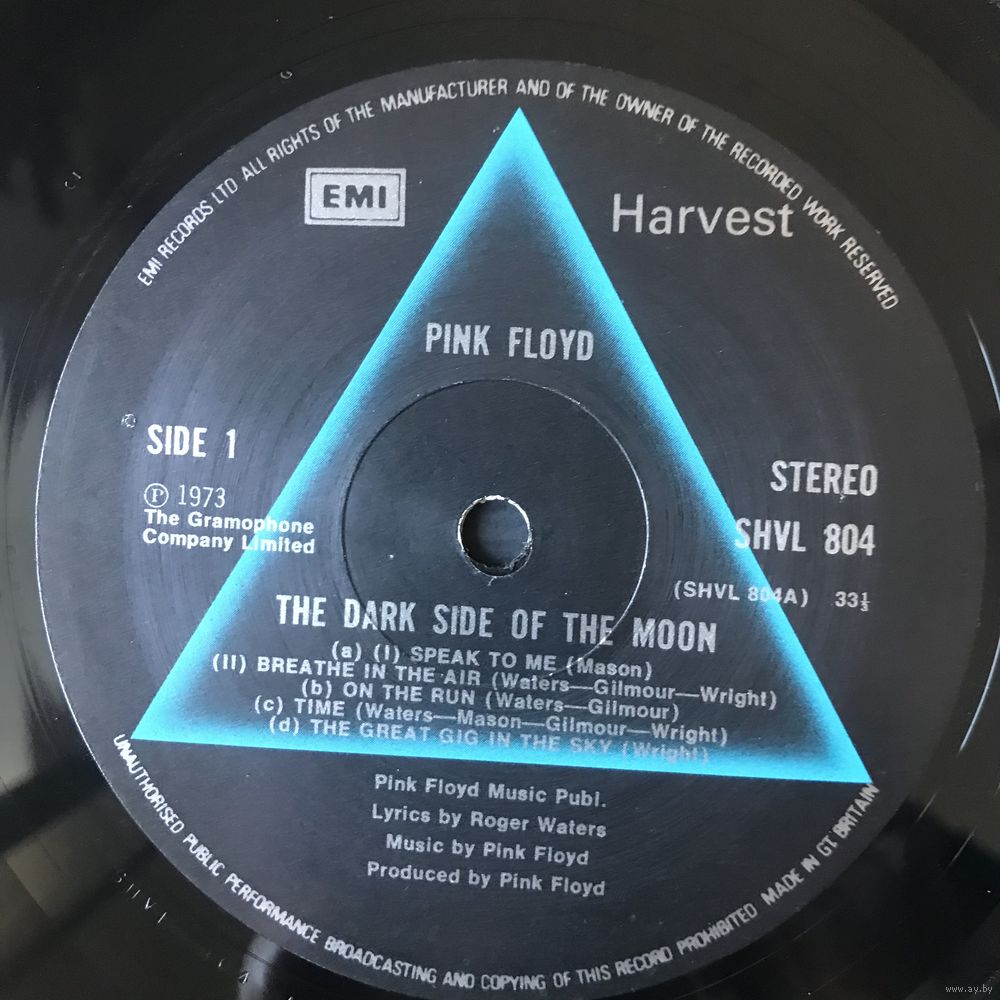 EMI RECORDS LTD ALL RIGHTS OF THE MANUFACTURER AND OF THE OWNER OF THE RECORDED WORK RESERVED
EMI
Harvest
PINK FLOYD
SIDE 1
STEREO
Ⓟ 1973
The Gramophone
Company Limited
SHVL 804
(SHVL 804A) 33⅓
THE DARK SIDE OF THE MOON
(a) (I) SPEAK TO ME (Mason)
(II) BREATHE IN THE AIR (Waters—Gilmour—Wright)
(b) ON THE RUN (Waters—Gilmour)
(c) TIME (Waters—Mason—Gilmour—Wright)
(d) THE GREAT GIG IN THE SKY (Wright)
Pink Floyd Music Publ.
Lyrics by Roger Waters
Music by Pink Floyd
Produced by Pink Floyd
UNAUTHORISED PUBLIC PERFORMANCE BROADCASTING AND COPYING OF THIS RECORD PROHIBITED MADE IN GT BRITAIN
SHVL
www.ay.by